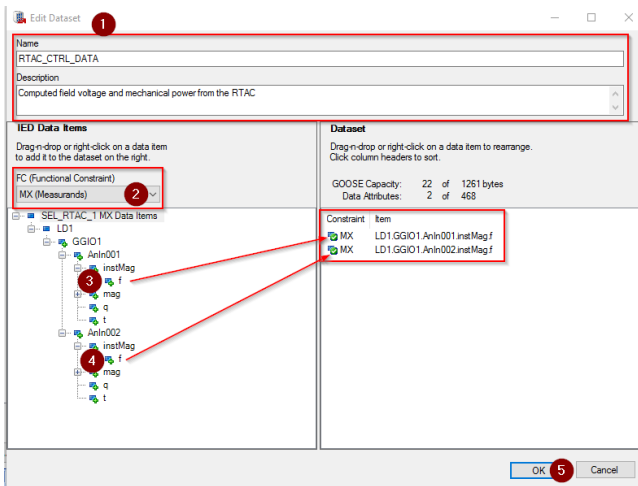 Edit Dataset
1
Name
RTAC_CTRL_DATA
Description
Computed field voltage and mechanical power from the RTAC
IED Data Items
Drag-n-drop or right-click on a data item
to add it to the dataset on the right.
FC (Functional Constraint)
MX (Measurands)
2
SEL_RTAC_1 MX Data Items
LD1
GGIO1
AnIn001
instMag
3
f
mag
q
t
AnIn002
instMag
4
f
mag
q
t
Dataset
Drag-n-drop or right-click on a data item to rearrange.
Click column headers to sort.
GOOSE Capacity: 22 of 1261 bytes
Data Attributes: 2 of 468
Constraint Item
MX LD1.GGIO1.AnIn001.instMag.f
MX LD1.GGIO1.AnIn002.instMag.f
OK
5
Cancel